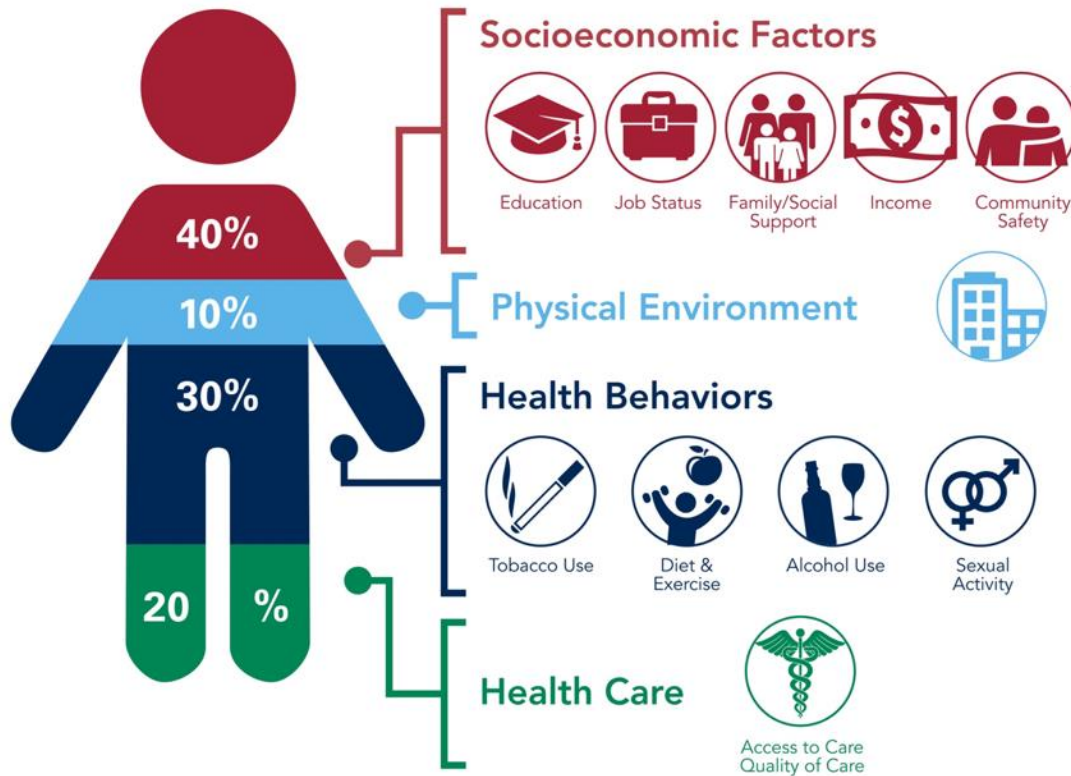 Socioeconomic Factors
Education
Job Status
Family/Social
Support
Income
Community
Safety
40%
10%
Physical Environment
30%
Health Behaviors
Tobacco Use
Diet &
Exercise
Alcohol Use
Sexual
Activity
20 %
Health Care
Access to Care
Quality of Care